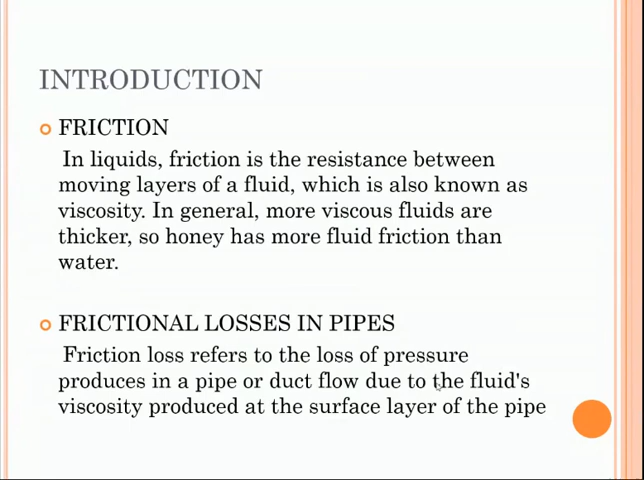 INTRODUCTION
FRICTION
In liquids, friction is the resistance between
moving layers of a fluid, which is also known as
viscosity. In general, more viscous fluids are
thicker, so honey has more fluid friction than
water.
FRICTIONAL LOSSES IN PIPES
Friction loss refers to the loss of pressure
produces in a pipe or duct flow due to the fluid's
viscosity produced at the surface layer of the pipe